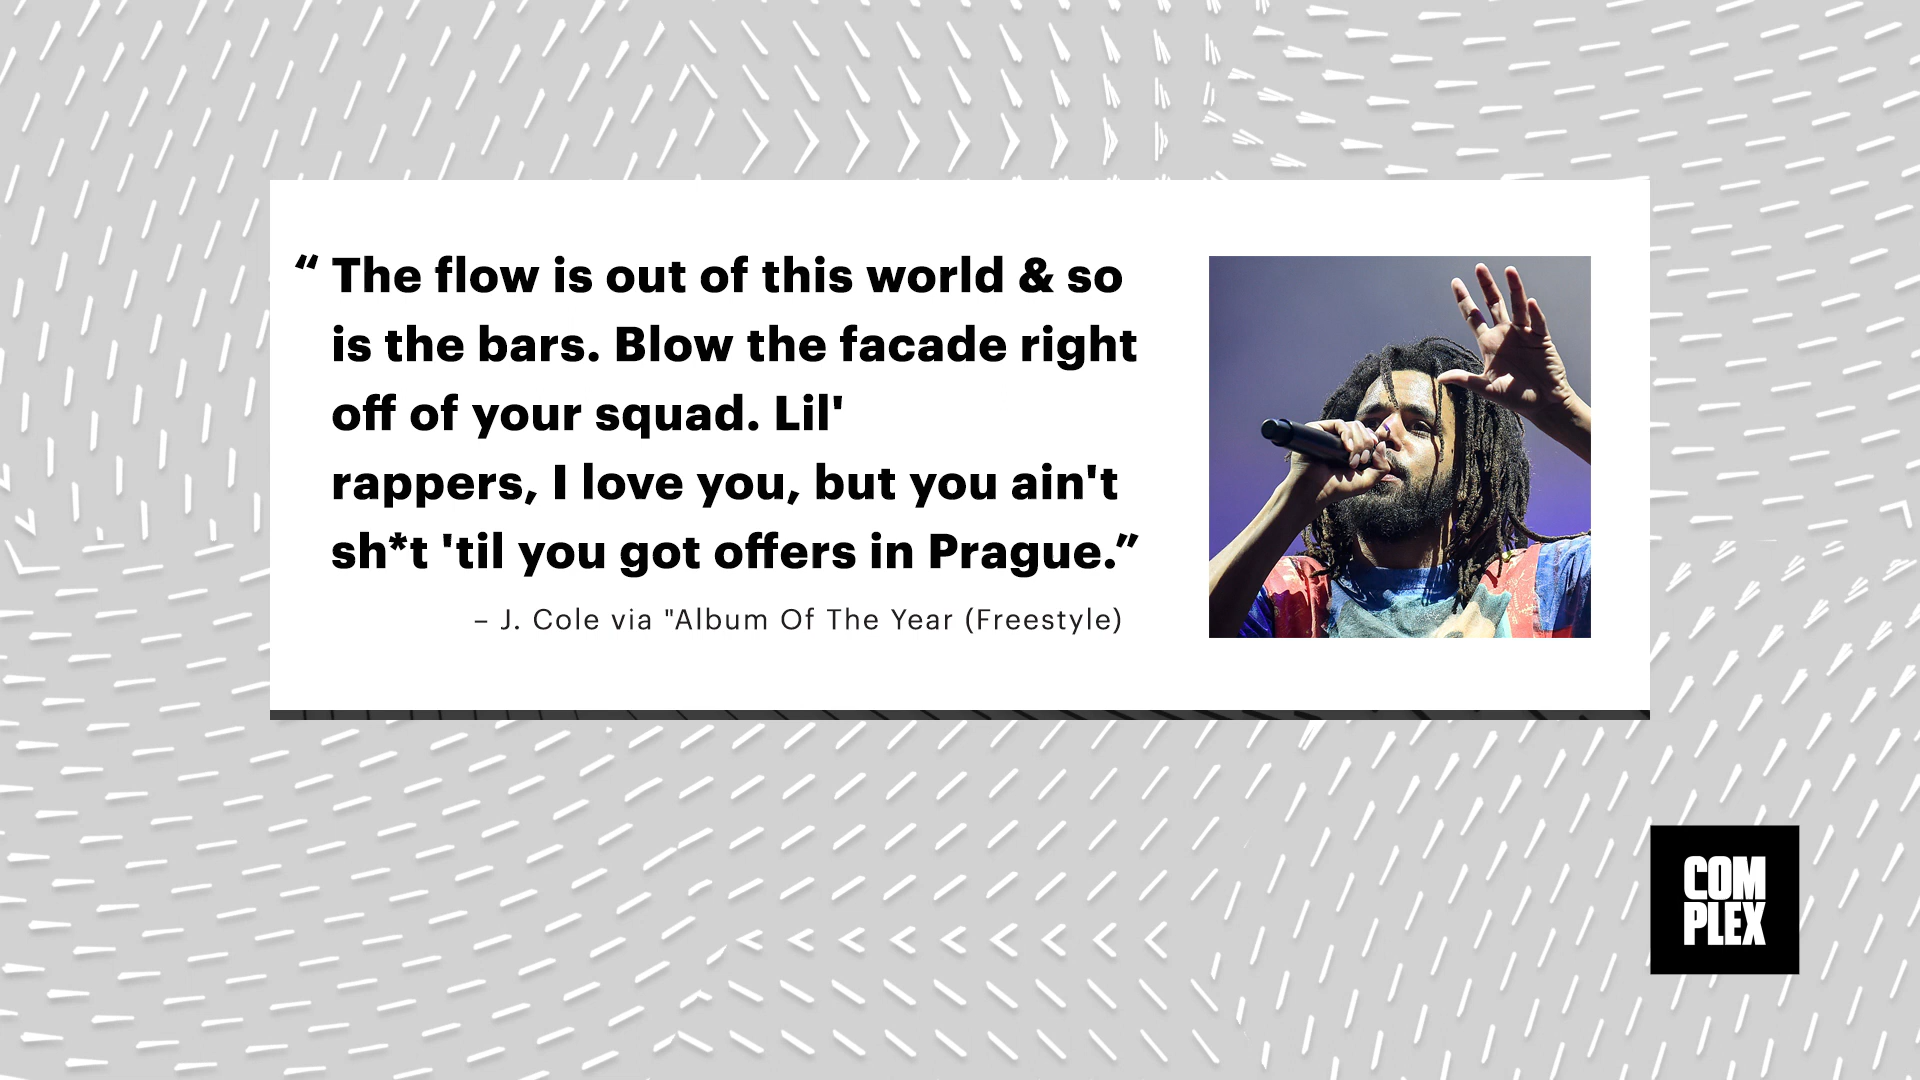 “ The flow is out of this world & so
is the bars. Blow the facade right
off of your squad. Lil'
rappers, I love you, but you ain't
sh*t 'til you got offers in Prague.”
– J. Cole via "Album Of The Year (Freestyle)
COM
PLEX